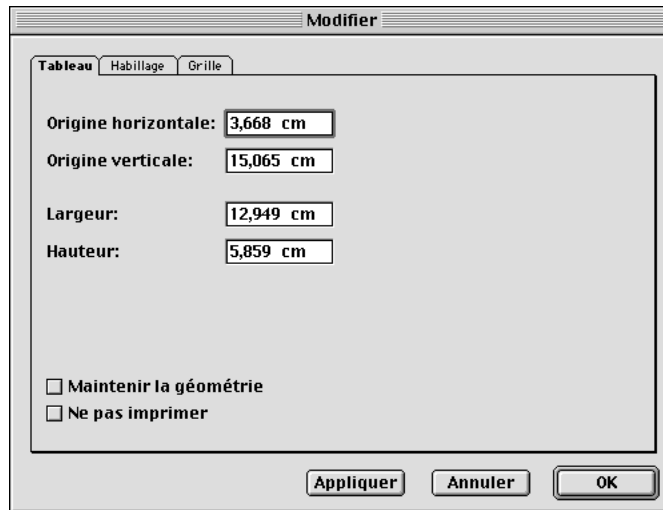 Modifier
Tableau Habillage Grille
Origine horizontale: 3,668 cm
Origine verticale: 15,065 cm
Largeur: 12,949 cm
Hauteur: 5,859 cm
Maintenir la géométrie
Ne pas imprimer
Appliquer Annuler OK